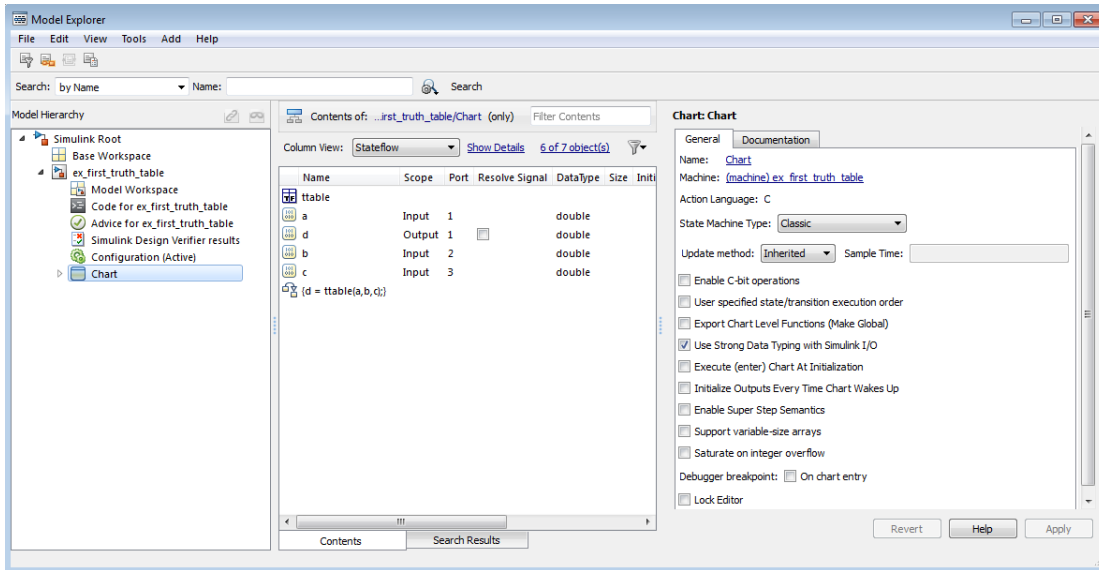 Model Explorer
File Edit View Tools Add Help
Search: by Name Name: Search
Model Hierarchy
Simulink Root
Base Workspace
ex_first_truth_table
Model Workspace
Code for ex_first_truth_table
Advice for ex_first_truth_table
Simulink Design Verifier results
Configuration (Active)
Chart
Contents of: ...irst_truth_table/Chart (only) Filter Contents
Column View: Stateflow Show Details 6 of 7 object(s)
Name Scope Port Resolve Signal DataType Size Initi
ttable
a Input 1 double
d Output 1 double
b Input 2 double
c Input 3 double
{d = ttable(a,b,c);}
Contents Search Results
Chart: Chart
General Documentation
Name: Chart
Machine: (machine) ex_first_truth_table
Action Language: C
State Machine Type: Classic
Update method: Inherited Sample Time:
Enable C-bit operations
User specified state/transition execution order
Export Chart Level Functions (Make Global)
Use Strong Data Typing with Simulink I/O
Execute (enter) Chart At Initialization
Initialize Outputs Every Time Chart Wakes Up
Enable Super Step Semantics
Support variable-size arrays
Saturate on integer overflow
Debugger breakpoint: On chart entry
Lock Editor
Revert Help Apply